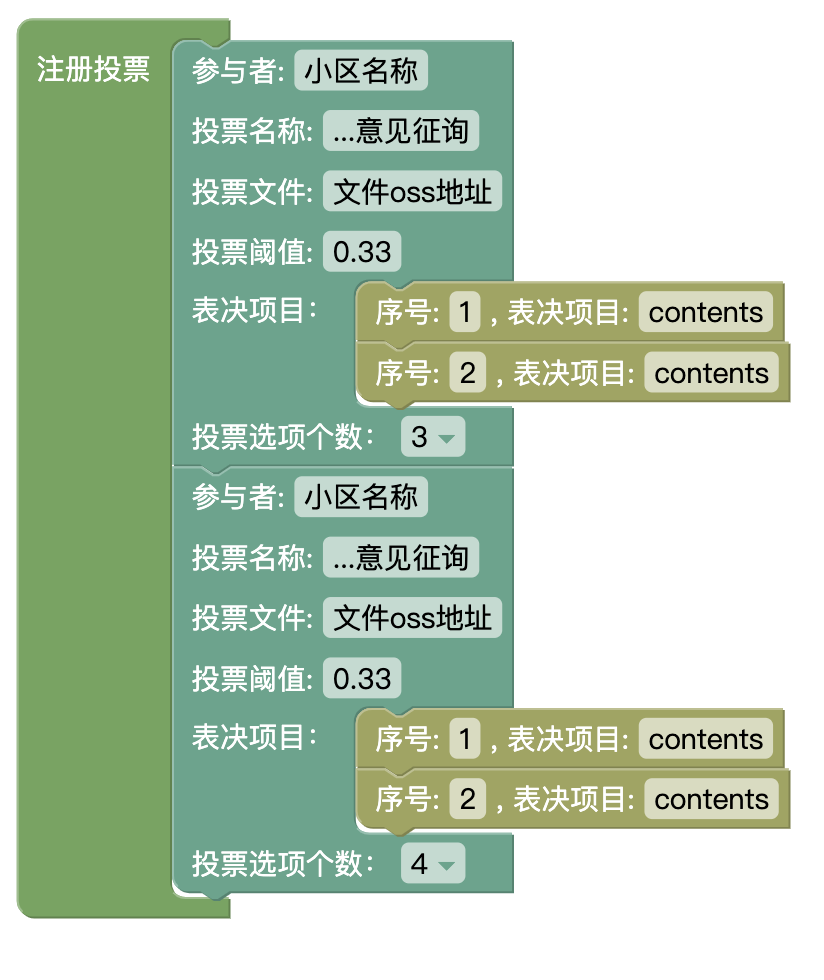 注册投票
参与者: 小区名称
投票名称: ...意见征询
投票文件: 文件oss地址
投票阈值: 0.33
表决项目：
序号: 1 , 表决项目: contents
序号: 2 , 表决项目: contents
投票选项个数： 3
参与者: 小区名称
投票名称: ...意见征询
投票文件: 文件oss地址
投票阈值: 0.33
表决项目：
序号: 1 , 表决项目: contents
序号: 2 , 表决项目: contents
投票选项个数： 4